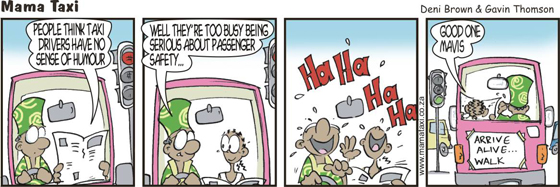 Mama Taxi
Deni Brown & Gavin Thomson
PEOPLE THINK TAXI
DRIVERS HAVE NO
SENSE OF HUMOUR
WELL THEY'RE TOO BUSY BEING
SERIOUS ABOUT PASSENGER
SAFETY...
Ha Ha
Ha
Ha
www.mamataxi.co.za
GOOD ONE
MAVIS
ARRIVE
ALIVE...
WALK